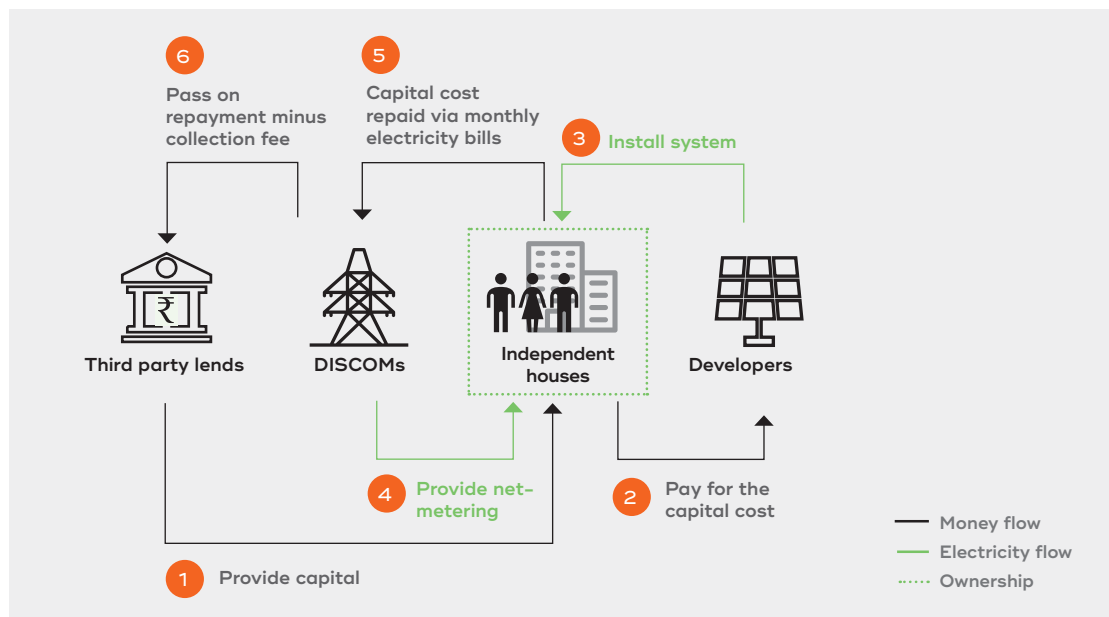 6
Pass on
repayment minus
collection fee
5
Capital cost
repaid via monthly
electricity bills
3
Install system
₹
Third party lends
DISCOMs
Independent
houses
Developers
4
Provide net-
metering
2
Pay for the
capital cost
1
Provide capital
Money flow
Electricity flow
Ownership